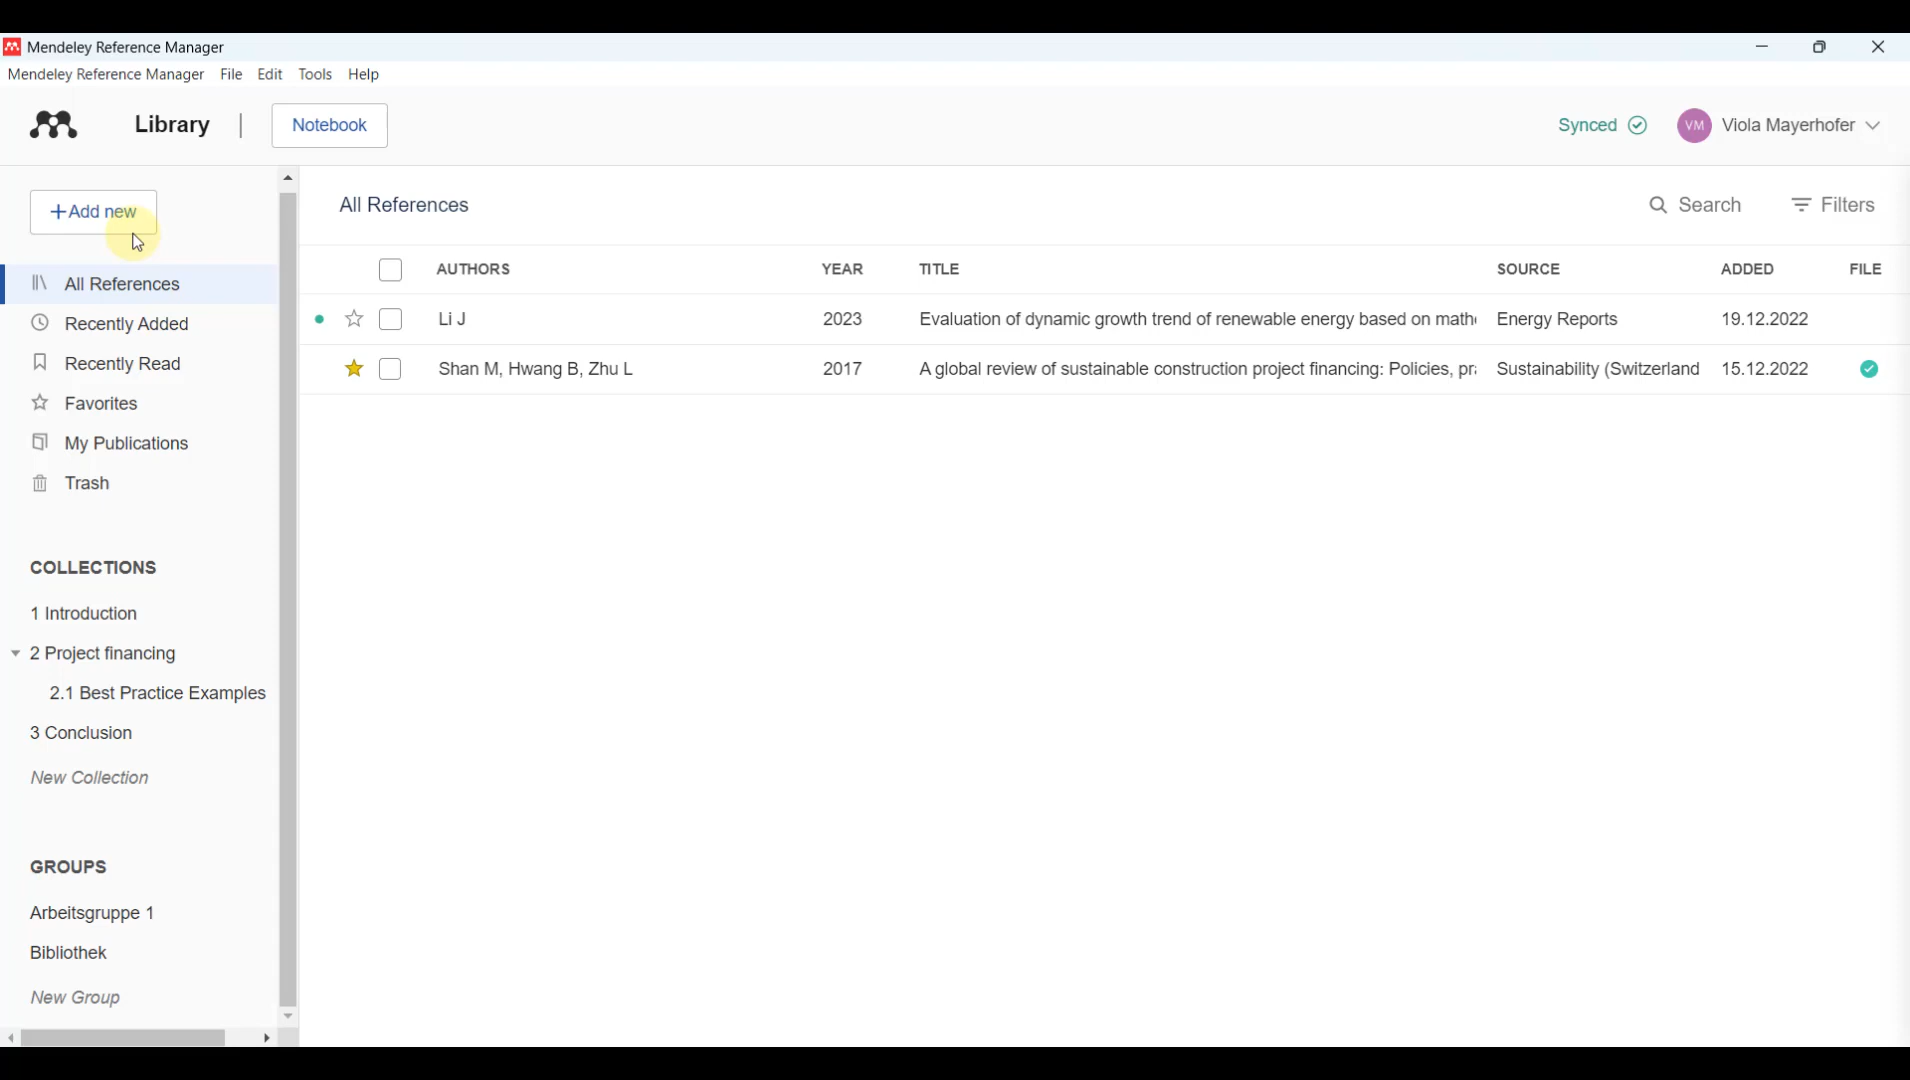 Mendeley Reference Manager
Mendeley Reference Manager File Edit Tools Help
Library | Notebook
Synced VM Viola Mayerhofer
+Add new
All References
Recently Added
Recently Read
Favorites
My Publications
Trash
COLLECTIONS
1 Introduction
2 Project financing
2.1 Best Practice Examples
3 Conclusion
New Collection
GROUPS
Arbeitsgruppe 1
Bibliothek
New Group
All References Search Filters
AUTHORS YEAR TITLE SOURCE ADDED FILE
Li J 2023 Evaluation of dynamic growth trend of renewable energy based on Energy Reports 19.12.2022
Shan M, Hwang B, Zhu L 2017 A global review of sustainable construction project financing: Policies, Sustainability (Switzerland 15.12.2022